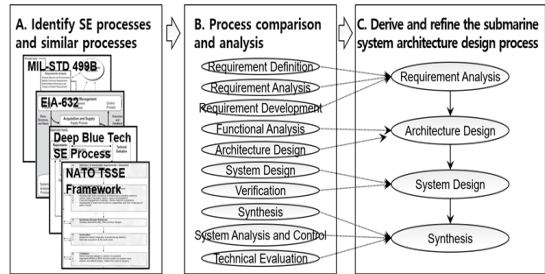 A. Identify SE processes
and similar processes
MIL-STD 499B
EIA-632
Acquisition and Supply
Deep Blue Tech
SE Process
NATO TSSE
Framework
B. Process comparison
and analysis
Requirement Definition
Requirement Analysis
Requirement Development
Functional Analysis
Architecture Design
System Design
Verification
Synthesis
System Analysis and Control
Technical Evaluation
C. Derive and refine the submarine
system architecture design process
Requirement Analysis
Architecture Design
System Design
Synthesis